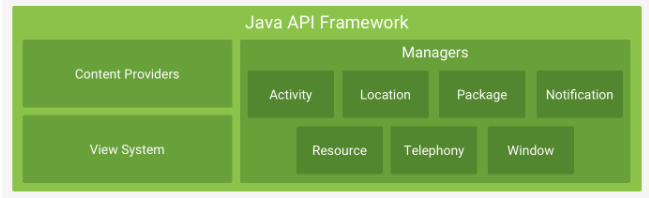 Java API Framework
Content Providers
View System
Managers
Activity
Location
Package
Notification
Resource
Telephony
Window